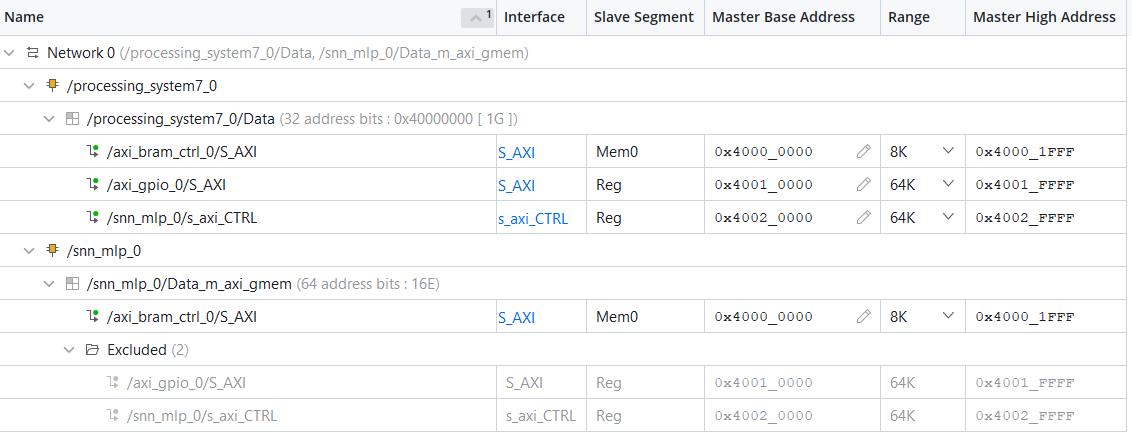 Name 1 Interface Slave Segment Master Base Address Range Master High Address
Network 0 (/processing_system7_0/Data, /snn_mlp_0/Data_m_axi_gmem)
/processing_system7_0
/processing_system7_0/Data (32 address bits : 0x40000000 [ 1G ])
/axi_bram_ctrl_0/S_AXI S_AXI Mem0 0x4000_0000 8K 0x4000_1FFF
/axi_gpio_0/S_AXI S_AXI Reg 0x4001_0000 64K 0x4001_FFFF
/snn_mlp_0/s_axi_CTRL s_axi_CTRL Reg 0x4002_0000 64K 0x4002_FFFF
/snn_mlp_0
/snn_mlp_0/Data_m_axi_gmem (64 address bits : 16E)
/axi_bram_ctrl_0/S_AXI S_AXI Mem0 0x4000_0000 8K 0x4000_1FFF
Excluded (2)
/axi_gpio_0/S_AXI S_AXI Reg 0x4001_0000 64K 0x4001_FFFF
/snn_mlp_0/s_axi_CTRL s_axi_CTRL Reg 0x4002_0000 64K 0x4002_FFFF